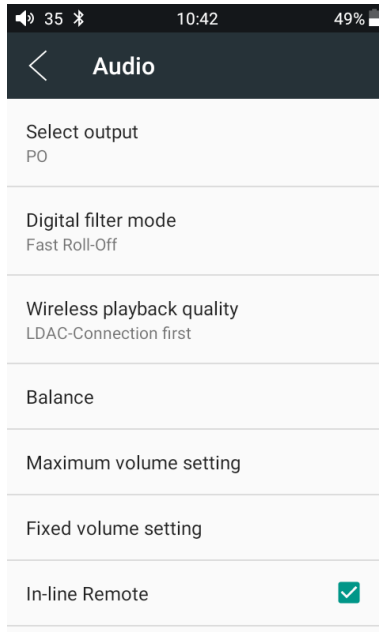 35 10:42 49%
Audio
Select output
PO
Digital filter mode
Fast Roll-Off
Wireless playback quality
LDAC-Connection first
Balance
Maximum volume setting
Fixed volume setting
In-line Remote